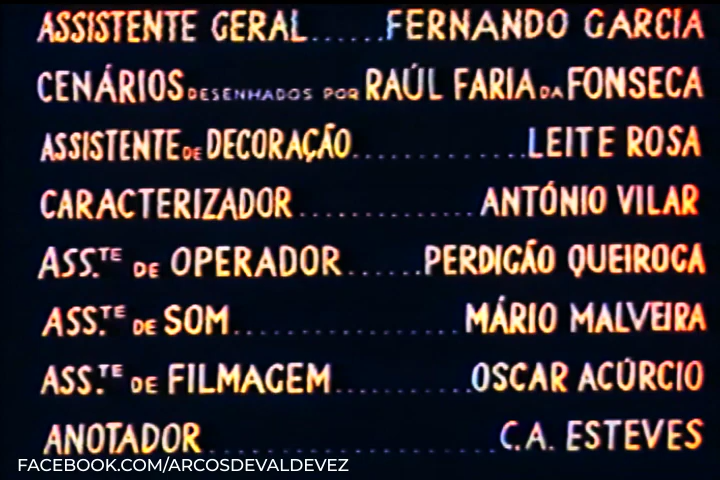 ASSISTENTE GERAL......FERNANDO GARCIA
CENÁRIOS DESENHADOS POR RAÚL FARIA DA FONSECA
ASSISTENTE DE DECORAÇÃO.............LEITE ROSA
CARACTERIZADOR.............ANTÓNIO VILAR
ASS.TE DE OPERADOR......PERDIGÃO QUEIROGA
ASS.TE DE SOM.................MÁRIO MALVEIRA
ASS.TE DE FILMAGEM..........OSCAR ACÚRCIO
ANOTADOR......................C.A. ESTEVES
FACEBOOK.COM/ARCOSDEVALDEVEZ